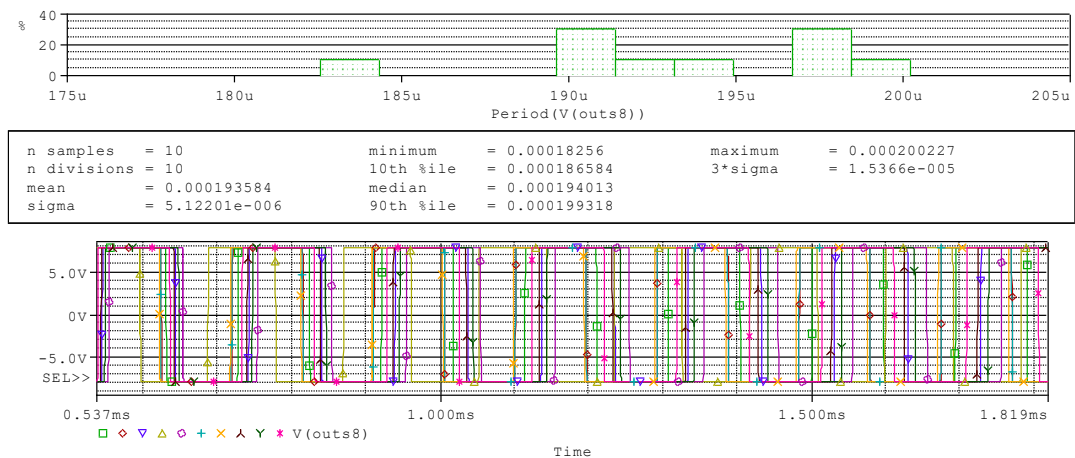 40
%
20
0
175u 180u 185u 190u 195u 200u 205u
Period(V(outs8))
n samples = 10 minimum = 0.00018256 maximum = 0.000200227
n divisions = 10 10th %ile = 0.000186584 3*sigma = 1.5366e-005
mean = 0.000193584 median = 0.000194013
sigma = 5.12201e-006 90th %ile = 0.000199318
5.0V
0V
-5.0V
SEL>>
0.537ms 1.000ms 1.500ms 1.819ms
V(outs8)
Time